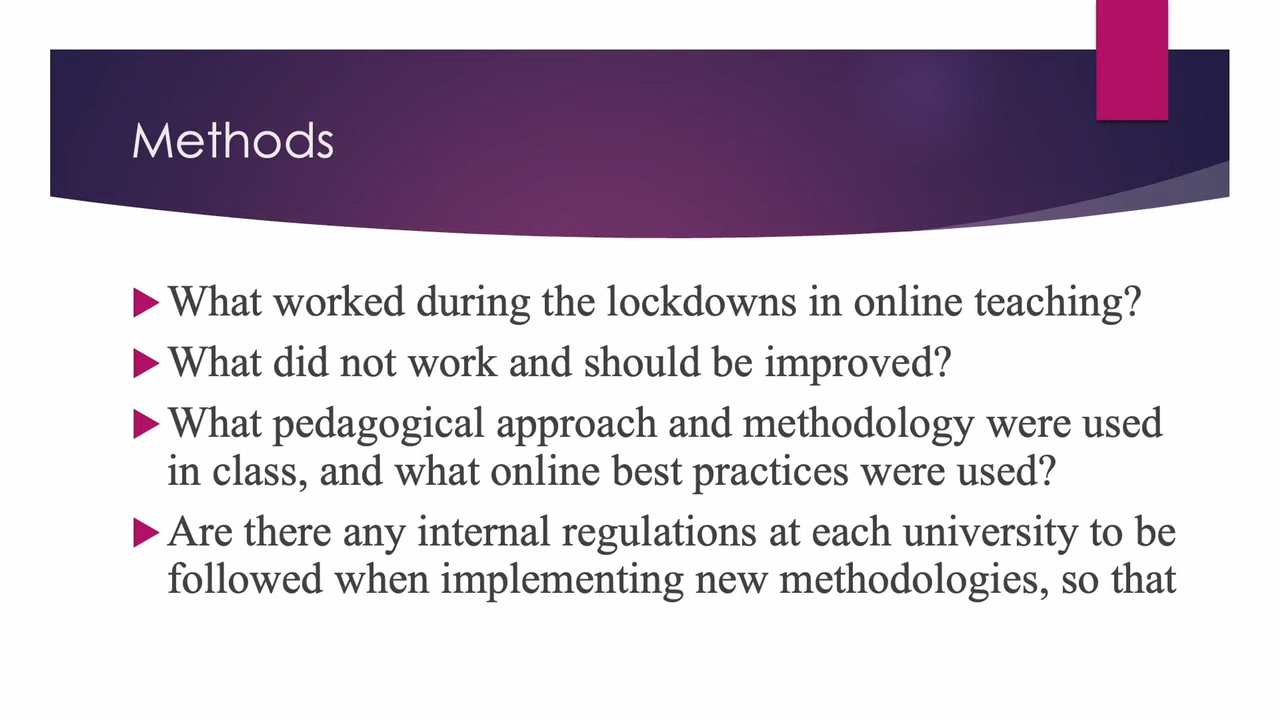 Methods
What worked during the lockdowns in online teaching?
What did not work and should be improved?
What pedagogical approach and methodology were used
in class, and what online best practices were used?
Are there any internal regulations at each university to be
followed when implementing new methodologies, so that